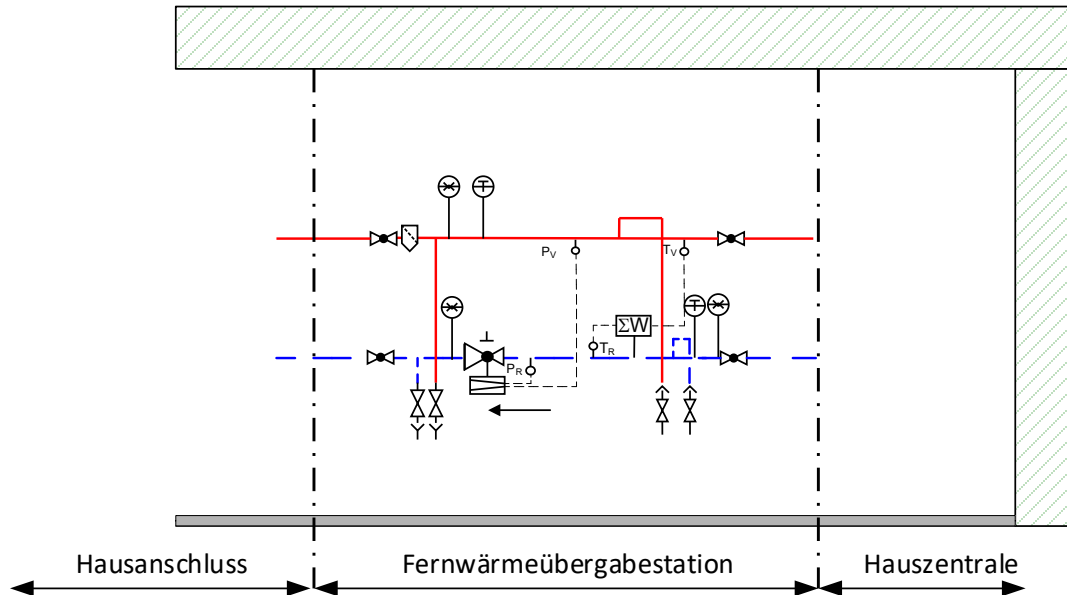 T
P_V
T_V
T
ΣW
T_R
P_R
Hausanschluss
Fernwärmeübergabestation
Hauszentrale